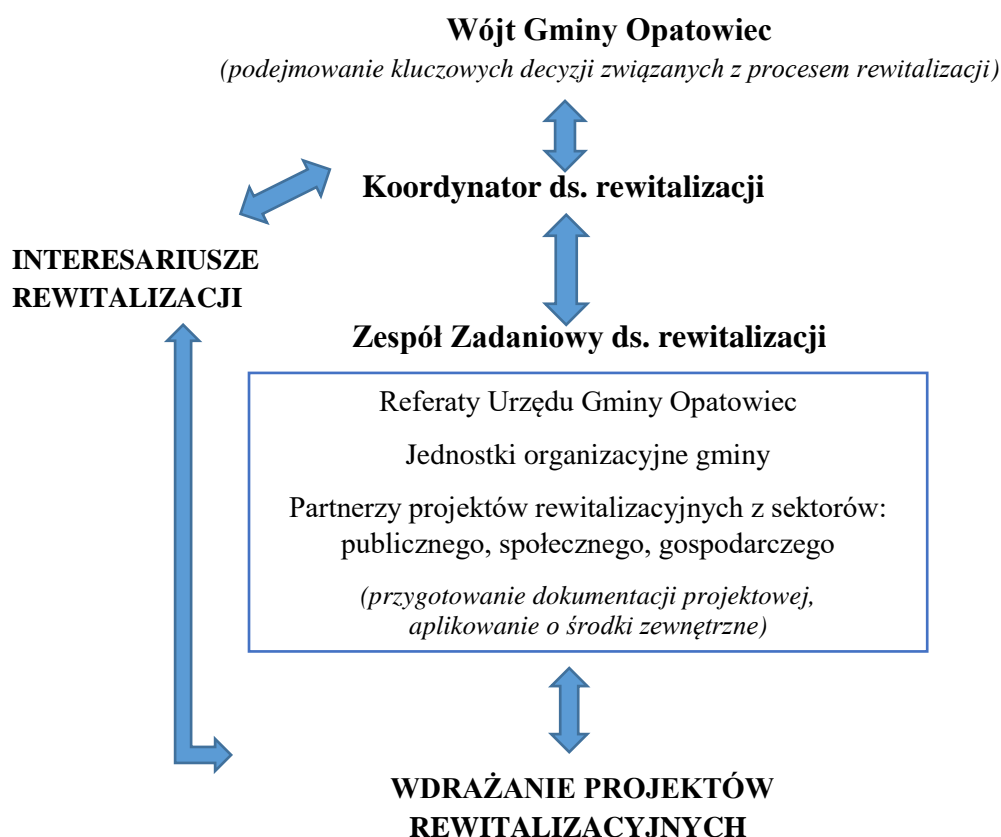 Wójt Gminy Opatowiec
(podejmowanie kluczowych decyzji związanych z procesem rewitalizacji)
Koordynator ds. rewitalizacji
INTERESARIUSZE
REWITALIZACJI
Zespół Zadaniowy ds. rewitalizacji
Referaty Urzędu Gminy Opatowiec
Jednostki organizacyjne gminy
Partnerzy projektów rewitalizacyjnych z sektorów:
publicznego, społecznego, gospodarczego
(przygotowanie dokumentacji projektowej,
aplikowanie o środki zewnętrzne)
WDRAŻANIE PROJEKTÓW
REWITALIZACYJNYCH